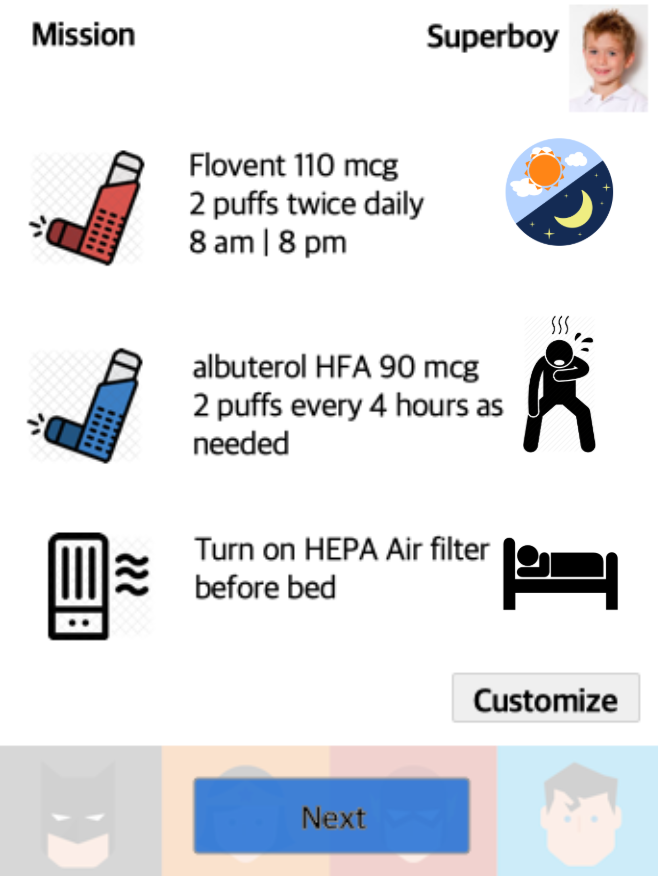 Mission
Superboy
Flovent 110 mcg
2 puffs twice daily
8 am | 8 pm
albuterol HFA 90 mcg
2 puffs every 4 hours as
needed
Turn on HEPA Air filter
before bed
Customize
Next